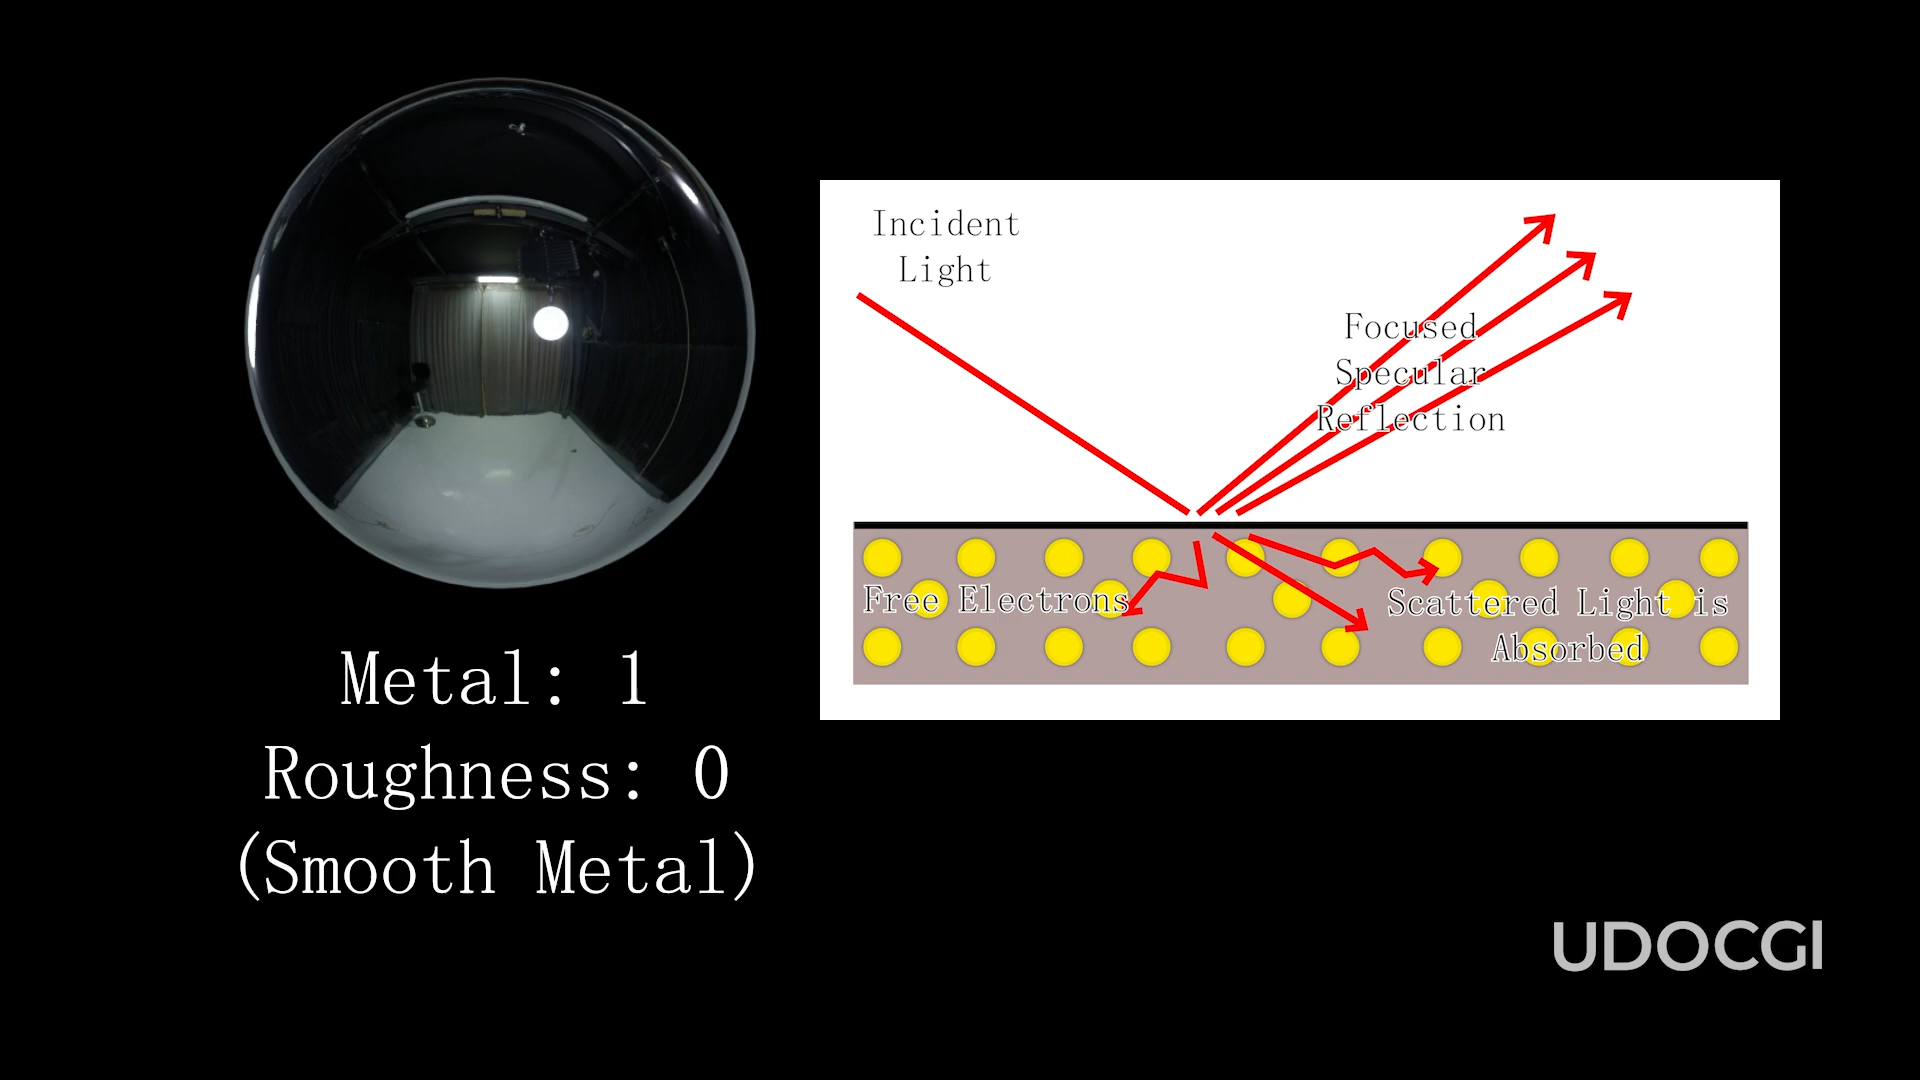 Incident
Light
Focused
Specular
Reflection
Free Electrons
Scattered Light is
Absorbed
Metal: 1
Roughness: 0
(Smooth Metal)
UDOCGI